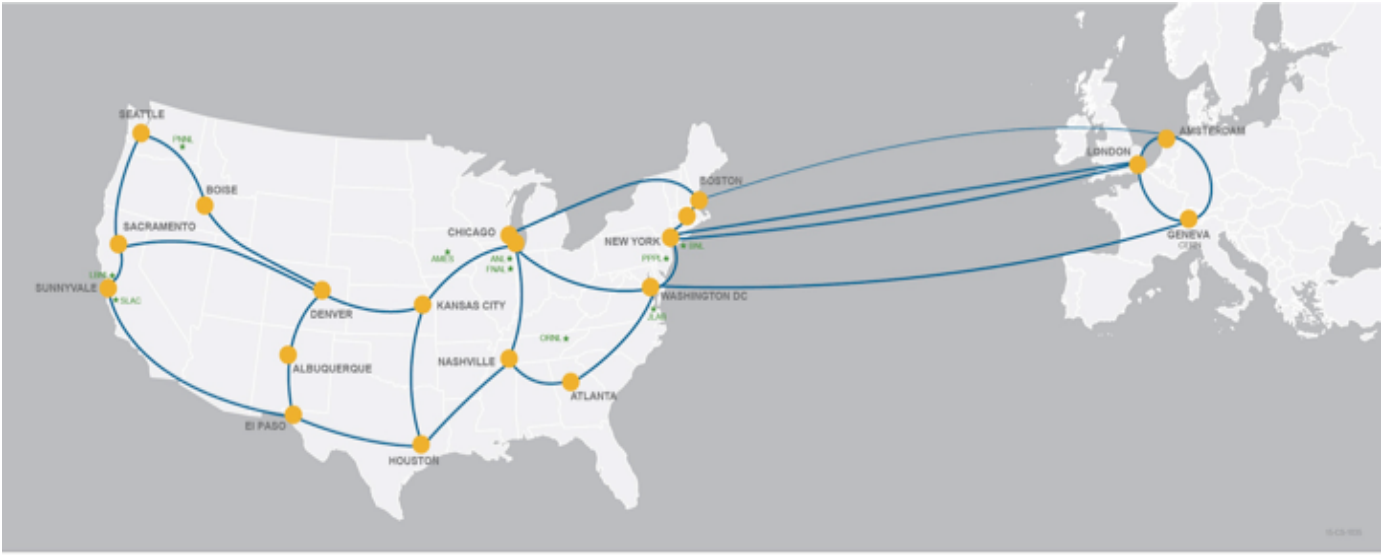 SEATTLE
PNNL
AMSTERDAM
LONDON
BOISE
BOSTON
SACRAMENTO
CHICAGO
NEW YORK
BNL
GENEVA
CERN
AMES
ANL
FNAL
PPPL
LBNL
SUNNYVALE
SLAC
WASHINGTON DC
KANSAS CITY
DENVER
JLAB
ORNL
NASHVILLE
ALBUQUERQUE
ATLANTA
El PASO
HOUSTON